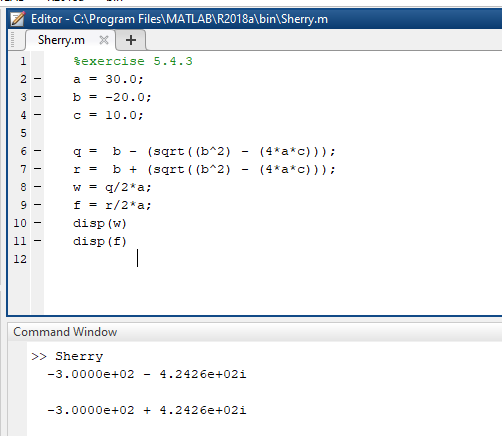 Editor - C:\Program Files\MATLAB\R2018a\bin\Sherry.m
Sherry.m × +
1 %exercise 5.4.3
2 - a = 30.0;
3 - b = -20.0;
4 - c = 10.0;
5
6 - q =  b - (sqrt((b^2) - (4*a*c)));
7 - r =  b + (sqrt((b^2) - (4*a*c)));
8 - w = q/2*a;
9 - f = r/2*a;
10 - disp(w)
11 - disp(f)
12
Command Window
>> Sherry
-3.0000e+02 - 4.2426e+02i
-3.0000e+02 + 4.2426e+02i